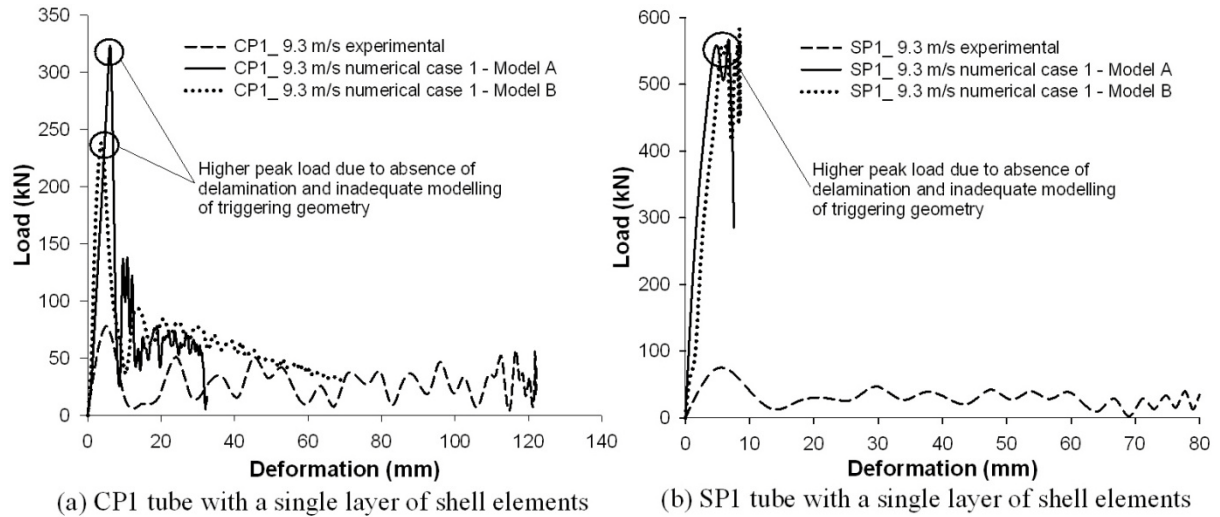 350
300
250
200
150
100
50
0
Load (kN)
CP1_ 9.3 m/s experimental
CP1_ 9.3 m/s numerical case 1 - Model A
CP1_ 9.3 m/s numerical case 1 - Model B
Higher peak load due to absence of
delamination and inadequate modelling
of triggering geometry
0 20 40 60 80 100 120 140
Deformation (mm)
(a) CP1 tube with a single layer of shell elements
600
500
400
300
200
100
0
Load (kN)
SP1_ 9.3 m/s experimental
SP1_ 9.3 m/s numerical case 1 - Model A
SP1_ 9.3 m/s numerical case 1 - Model B
Higher peak load due to absence of
delamination and inadequate modelling
of triggering geometry
0 10 20 30 40 50 60 70 80
Deformation (mm)
(b) SP1 tube with a single layer of shell elements